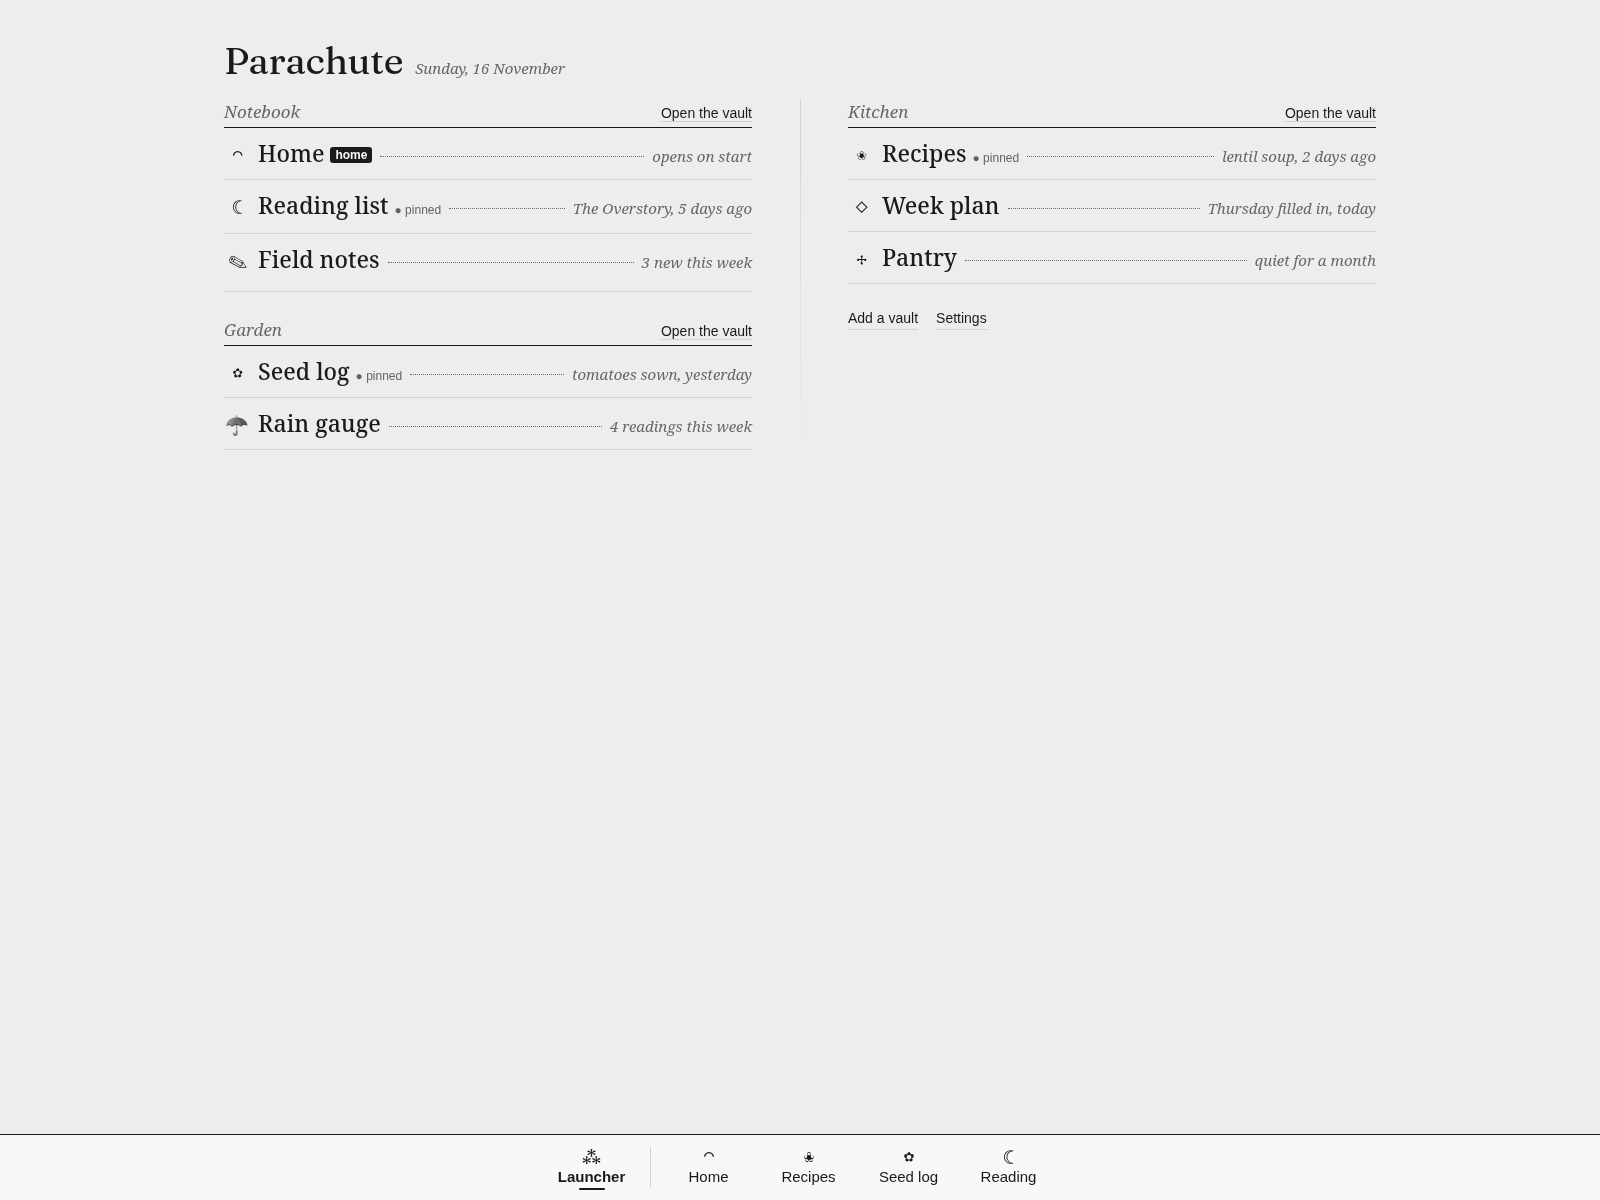 Parachute Sunday, 16 November
Notebook Open the vault
Home home opens on start
Reading list ● pinned The Overstory, 5 days ago
Field notes 3 new this week
Garden Open the vault
Seed log ● pinned tomatoes sown, yesterday
Rain gauge 4 readings this week
Kitchen Open the vault
Recipes ● pinned lentil soup, 2 days ago
Week plan Thursday filled in, today
Pantry quiet for a month
Add a vault Settings
Launcher Home Recipes Seed log Reading